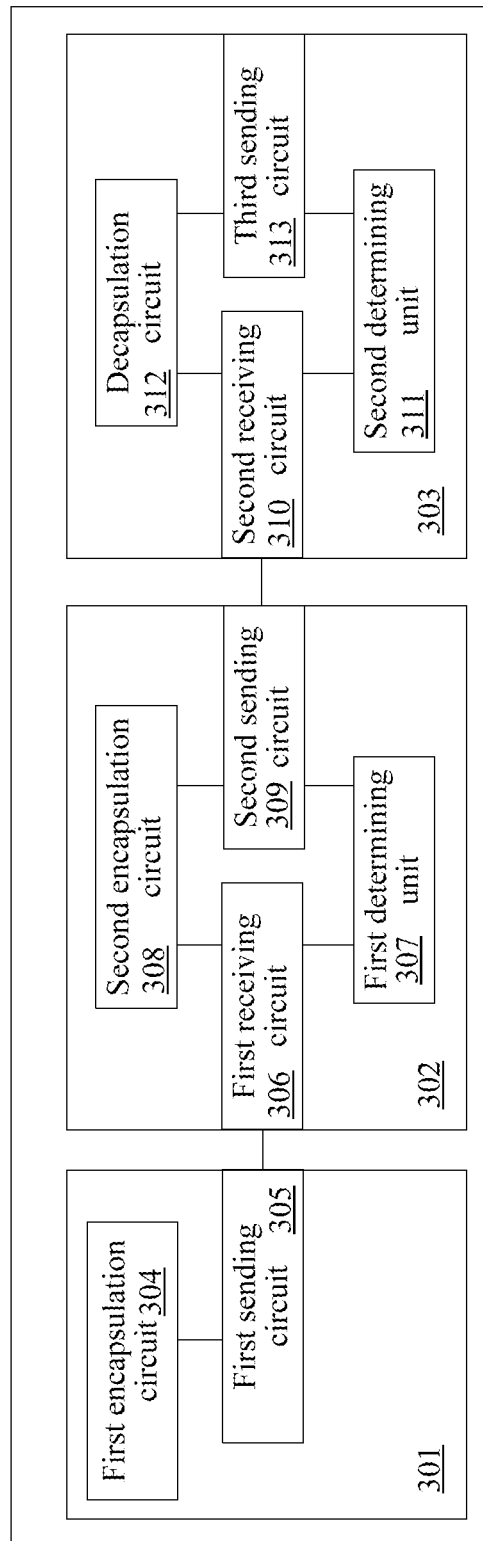 First encapsulation
circuit 304
First sending
circuit 305
301
Second encapsulation
308 circuit
First receiving
306 circuit
Second sending
309 circuit
First determining
307 unit
302
Decapsulation
312 circuit
Second receiving
310 circuit
Third sending
313 circuit
Second determining
311 unit
303